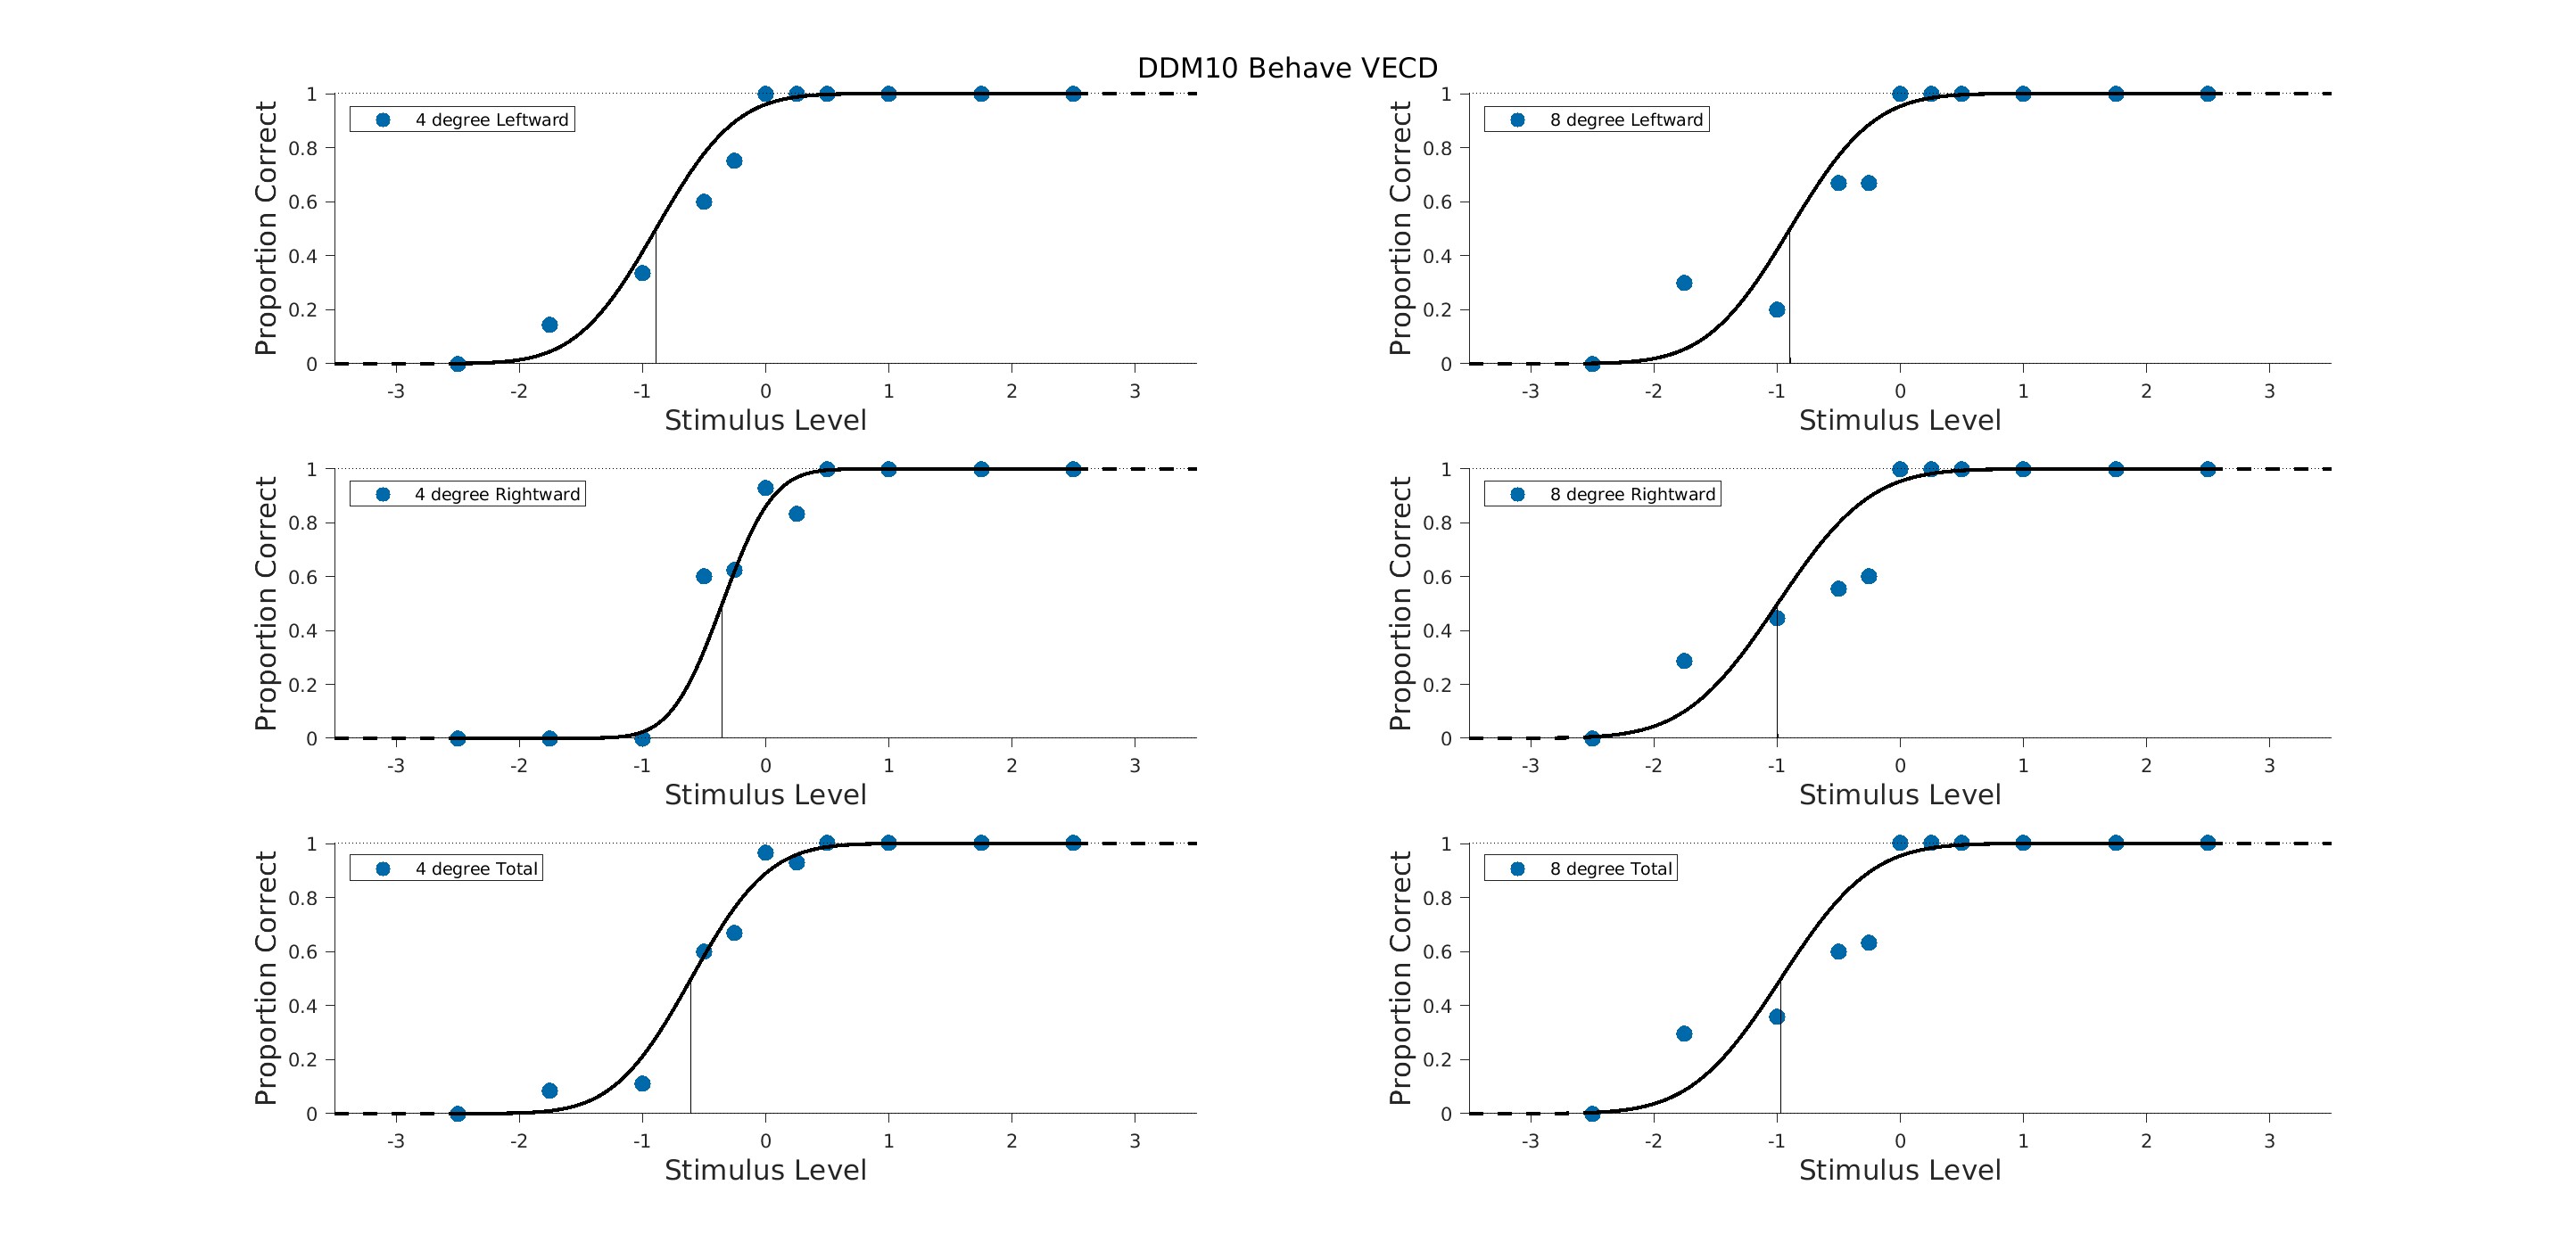 DDM10 Behave VECD
1
0.8
0.6
0.4
0.2
0
Proportion Correct
4 degree Leftward
-3 -2 -1 0 1 2 3
Stimulus Level
1
0.8
0.6
0.4
0.2
0
Proportion Correct
8 degree Leftward
-3 -2 -1 0 1 2 3
Stimulus Level
1
0.8
0.6
0.4
0.2
0
Proportion Correct
4 degree Rightward
-3 -2 -1 0 1 2 3
Stimulus Level
1
0.8
0.6
0.4
0.2
0
Proportion Correct
8 degree Rightward
-3 -2 -1 0 1 2 3
Stimulus Level
1
0.8
0.6
0.4
0.2
0
Proportion Correct
4 degree Total
-3 -2 -1 0 1 2 3
Stimulus Level
1
0.8
0.6
0.4
0.2
0
Proportion Correct
8 degree Total
-3 -2 -1 0 1 2 3
Stimulus Level